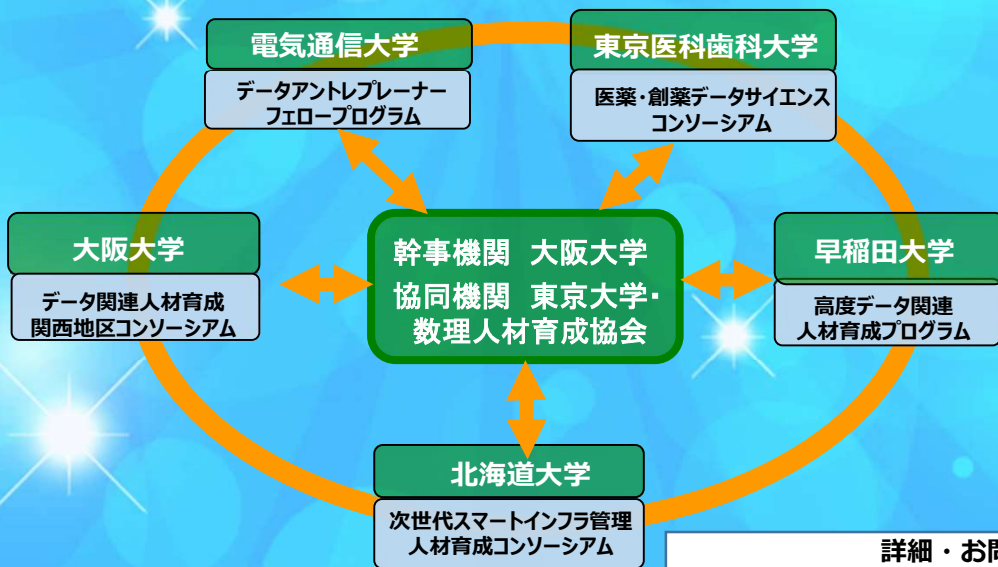 電気通信大学
データアントレプレーナー
フェロープログラム
東京医科歯科大学
医薬・創薬データサイエンス
コンソーシアム
大阪大学
データ関連人材育成
関西地区コンソーシアム
幹事機関 大阪大学
協同機関 東京大学・
数理人材育成協会
早稲田大学
高度データ関連
人材育成プログラム
北海道大学
次世代スマートインフラ管理
人材育成コンソーシアム
詳細・お問